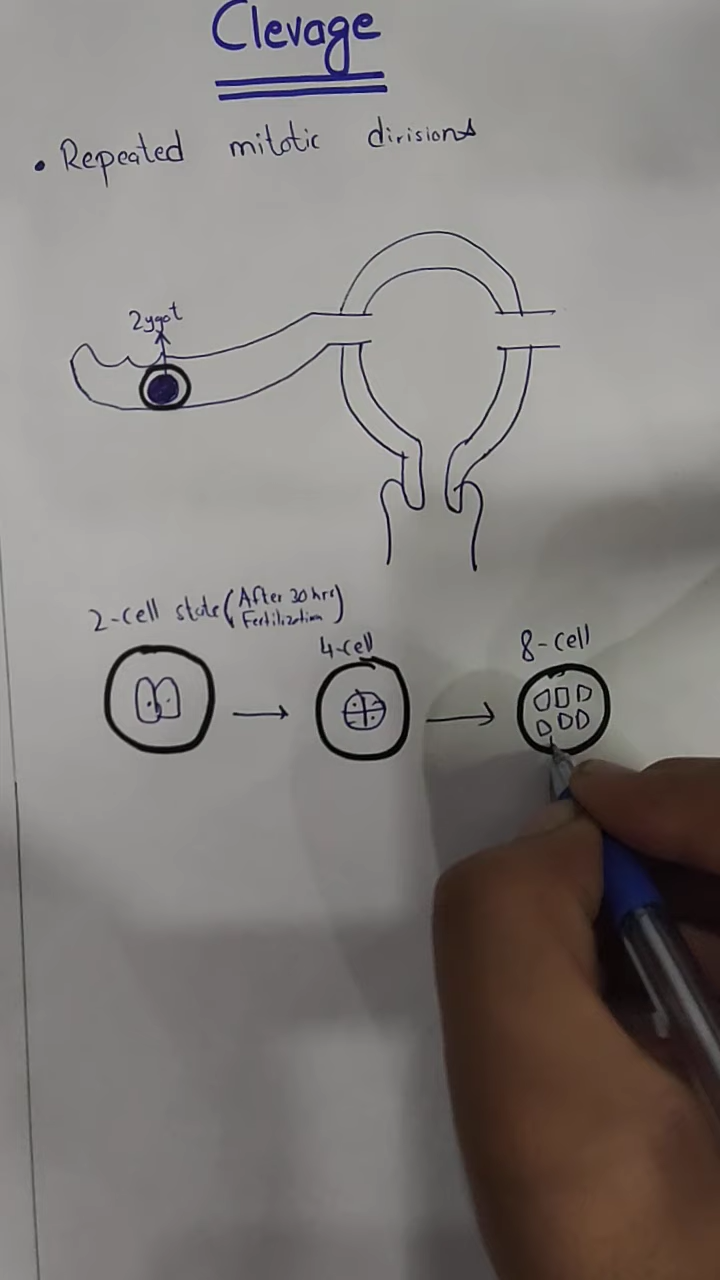 Clevage
• Repeated mitotic divisions
Zygot
2-cell state (After 30 hrs Fertilization)
4-cell
8-cell